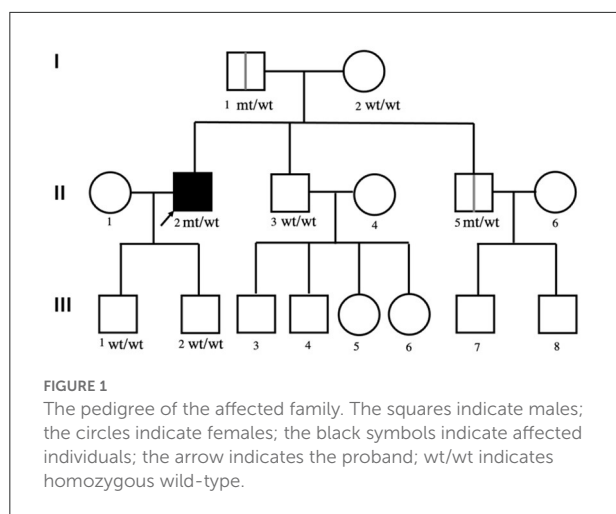 I
1 mt/wt
2 wt/wt
II
1
2 mt/wt
3 wt/wt
4
5 mt/wt
6
III
1 wt/wt
2 wt/wt
3
4
5
6
7
8
FIGURE 1
The pedigree of the affected family. The squares indicate males;
the circles indicate females; the black symbols indicate affected
individuals; the arrow indicates the proband; wt/wt indicates
homozygous wild-type.